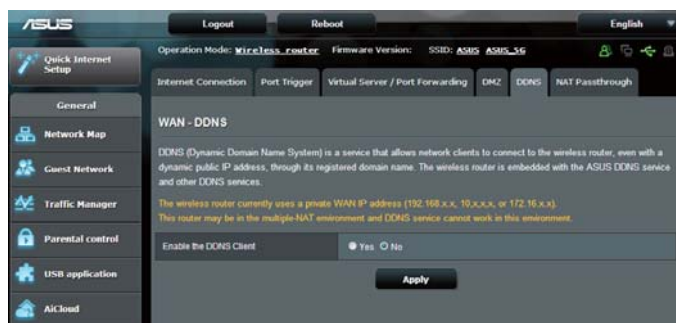 ASUS
Logout
Reboot
English
Quick Internet
Setup
Operation Mode: Wireless router Firmware Version: SSID: ASUS ASUS_5G
Internet Connection
Port Trigger
Virtual Server / Port Forwarding
DMZ
DDNS
NAT Passthrough
General
Network Map
Guest Network
Traffic Manager
Parental control
USB application
AiCloud
WAN - DDNS
DDNS (Dynamic Domain Name System) is a service that allows network clients to connect to the wireless router, even with a
dynamic public IP address, through its registered domain name. The wireless router is embedded with the ASUS DDNS service
and other DDNS services.
The wireless router currently uses a private WAN IP address (192.168.x.x, 10,x,x,x, or 172.16.x.x).
This router may be in the multiple-NAT environment and DDNS service cannot work in this environment.
Enable the DDNS Client
Yes No
Apply